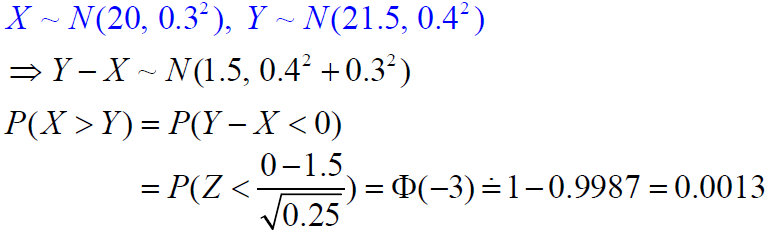 X ~ N(20, 0.3²), Y ~ N(21.5, 0.4²)
⇒ Y − X ~ N(1.5, 0.4² + 0.3²)
P(X > Y) = P(Y − X < 0)
= P(Z < (0 − 1.5)/√0.25) = Φ(−3) ≐ 1 − 0.9987 = 0.0013